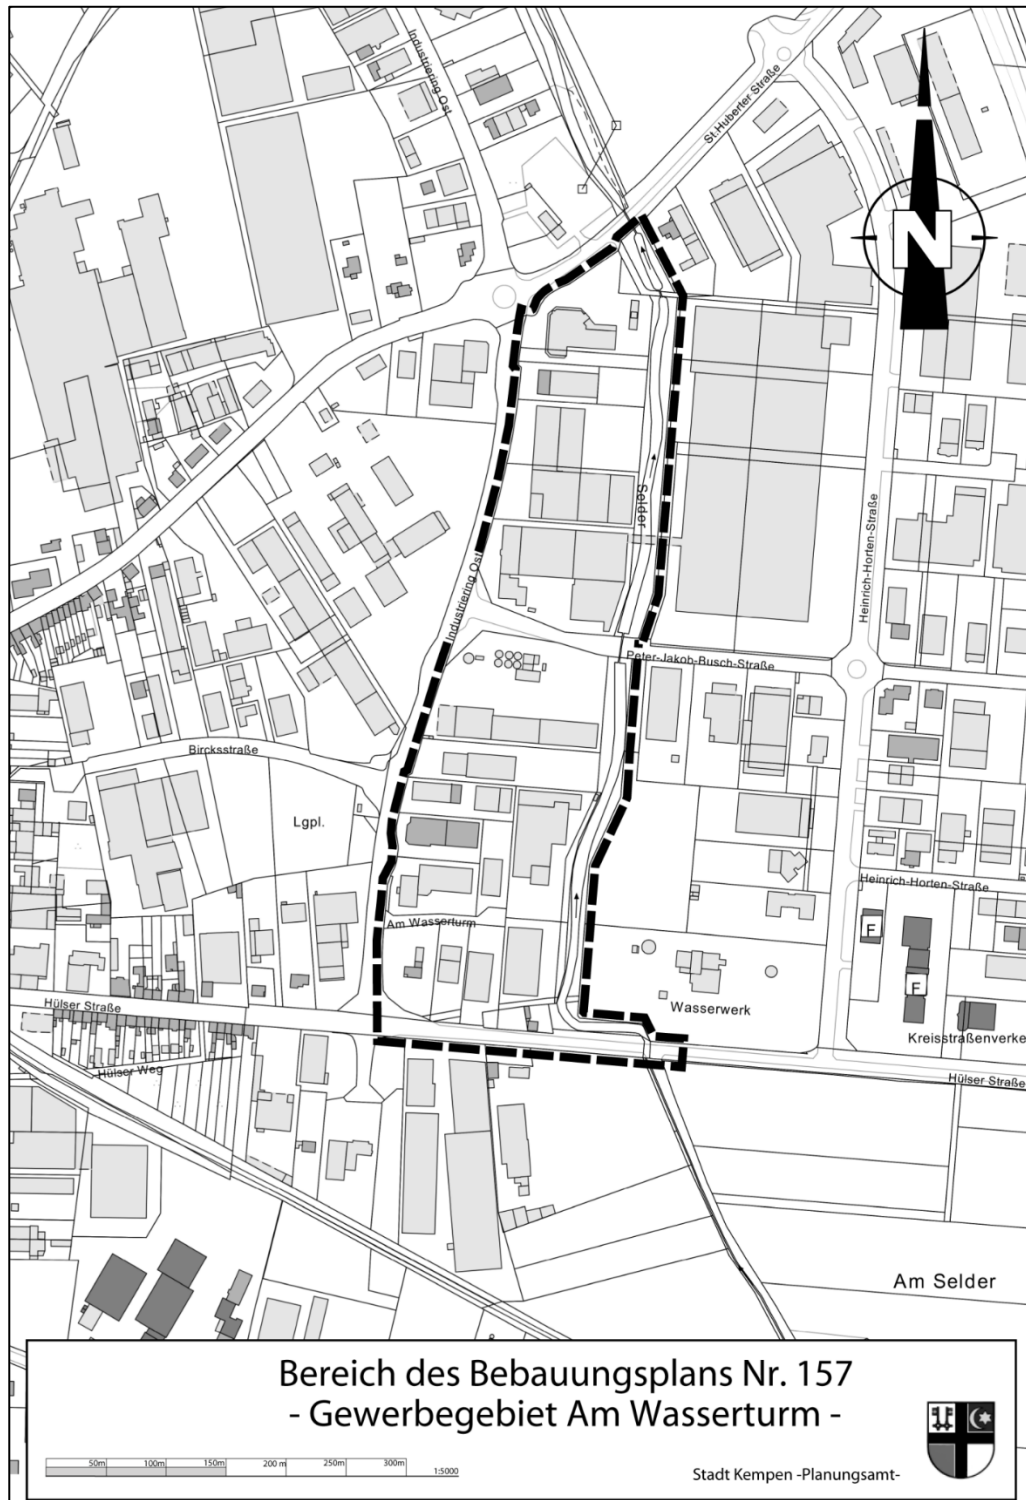 Industriering Ost
St.Huberter Straße
N
Selder
Heinrich-Horten-Straße
Industriering Ost
Peter-Jakob-Busch-Straße
Bircksstraße
Lgpl.
Heinrich-Horten-Straße
Am Wasserturm
F
F
Hülser Straße
Wasserwerk
Kreisstraßenverke
Hülser Weg
Hülser Straße
Am Selder
Bereich des Bebauungsplans Nr. 157
- Gewerbegebiet Am Wasserturm -
50m 100m 150m 200 m 250m 300m 1:5000
Stadt Kempen -Planungsamt-